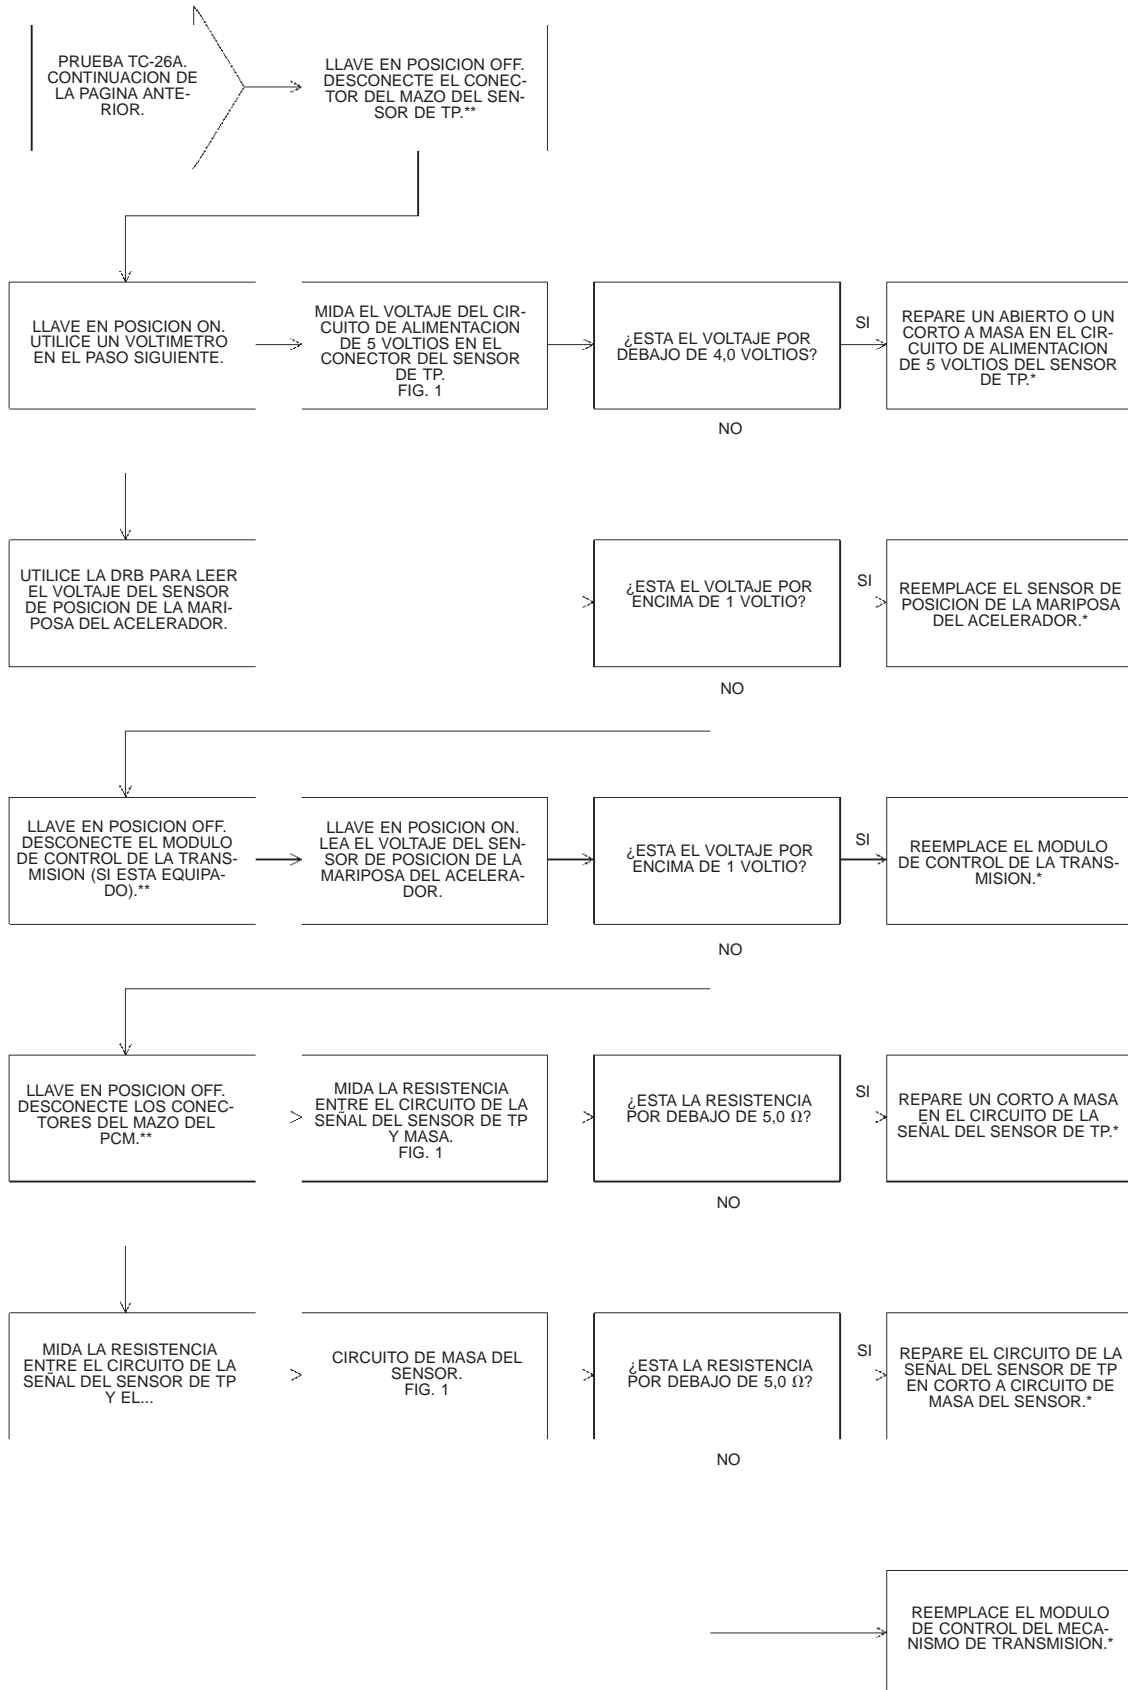 PRUEBA TC-26A.
CONTINUACION DE
LA PAGINA ANTE-
RIOR.
LLAVE EN POSICION OFF.
DESCONECTE EL CONEC-
TOR DEL MAZO DEL SEN-
SOR DE TP.**
LLAVE EN POSICION ON.
UTILICE UN VOLTIMETRO
EN EL PASO SIGUIENTE.
MIDA EL VOLTAJE DEL CIR-
CUITO DE ALIMENTACION
DE 5 VOLTIOS EN EL
CONECTOR DEL SENSOR
DE TP.
FIG. 1
¿ESTA EL VOLTAJE POR
DEBAJO DE 4,0 VOLTIOS?
SI
REPARE UN ABIERTO O UN
CORTO A MASA EN EL CIR-
CUITO DE ALIMENTACION
DE 5 VOLTIOS DEL SENSOR
DE TP.*
NO
UTILICE LA DRB PARA LEER
EL VOLTAJE DEL SENSOR
DE POSICION DE LA MARI-
POSA DEL ACELERADOR.
¿ESTA EL VOLTAJE POR
ENCIMA DE 1 VOLTIO?
SI
REEMPLACE EL SENSOR DE
POSICION DE LA MARIPOSA
DEL ACELERADOR.*
NO
LLAVE EN POSICION OFF.
DESCONECTE EL MODULO
DE CONTROL DE LA TRANS-
MISION (SI ESTA EQUIPA-
DO).**
LLAVE EN POSICION ON.
LEA EL VOLTAJE DEL SEN-
SOR DE POSICION DE LA
MARIPOSA DEL ACELERA-
DOR.
¿ESTA EL VOLTAJE POR
ENCIMA DE 1 VOLTIO?
SI
REEMPLACE EL MODULO
DE CONTROL DE LA TRANS-
MISION.*
NO
LLAVE EN POSICION OFF.
DESCONECTE LOS CONEC-
TORES DEL MAZO DEL
PCM.**
MIDA LA RESISTENCIA
ENTRE EL CIRCUITO DE LA
SEÑAL DEL SENSOR DE TP
Y MASA.
FIG. 1
¿ESTA LA RESISTENCIA
POR DEBAJO DE 5,0 Ω?
SI
REPARE UN CORTO A MASA
EN EL CIRCUITO DE LA
SEÑAL DEL SENSOR DE TP.*
NO
MIDA LA RESISTENCIA
ENTRE EL CIRCUITO DE LA
SEÑAL DEL SENSOR DE TP
Y EL...
CIRCUITO DE MASA DEL
SENSOR.
FIG. 1
¿ESTA LA RESISTENCIA
POR DEBAJO DE 5,0 Ω?
SI
REPARE EL CIRCUITO DE LA
SEÑAL DEL SENSOR DE TP
EN CORTO A CIRCUITO DE
MASA DEL SENSOR.*
NO
REEMPLACE EL MODULO
DE CONTROL DEL MECA-
NISMO DE TRANSMISION.*